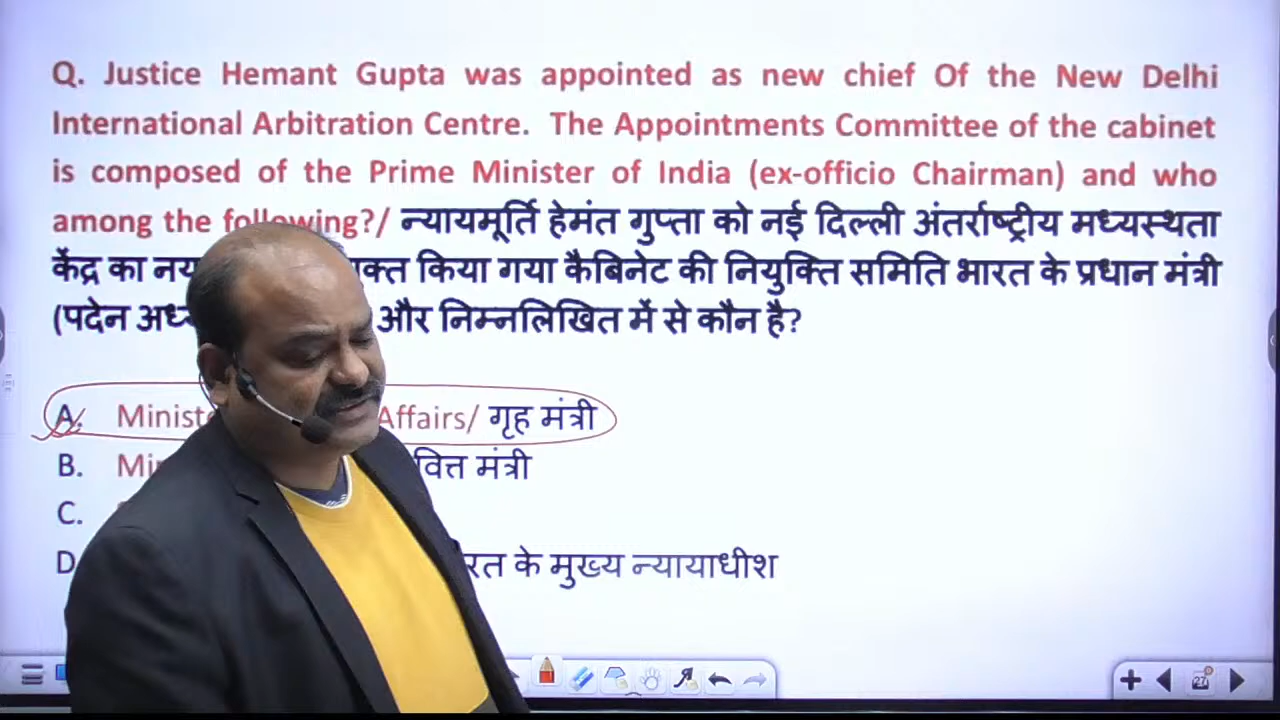 Q. Justice Hemant Gupta was appointed as new chief Of the New Delhi
International Arbitration Centre. The Appointments Committee of the cabinet
is composed of the Prime Minister of India (ex-officio Chairman) and who
among the following?/ न्यायमूर्ति हेमंत गुप्ता को नई दिल्ली अंतर्राष्ट्रीय मध्यस्थता
केंद्र का क्त किया गया कैबिनेट की नियुक्ति समिति भारत के प्रधान मंत्री
(पदेन और निम्नलिखित में से कौन है?
A. Affairs/ गृह मंत्री
B. वित्त मंत्री
C.
D के मुख्य न्यायाधीश
27